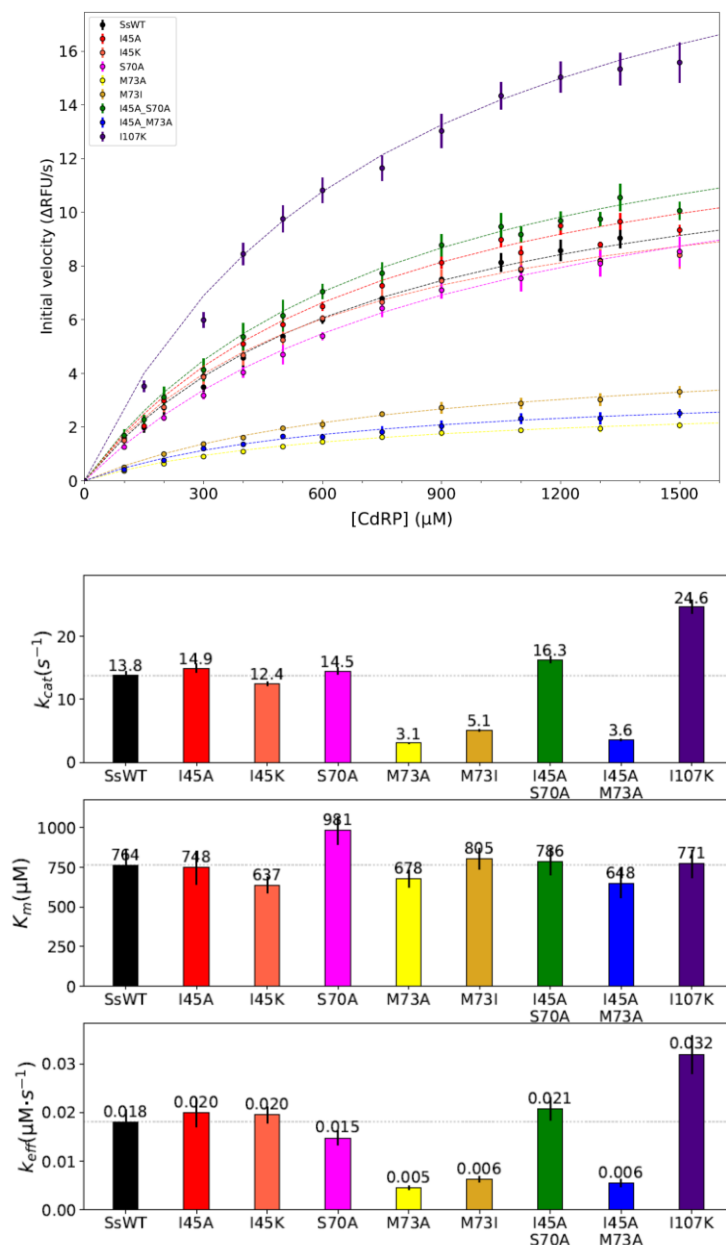 SsWT
I45A
I45K
S70A
M73A
M73I
I45A_S70A
I45A_M73A
I107K
16
14
12
10
8
6
4
2
0
Initial velocity (ΔRFU/s)
0 300 600 900 1200 1500
[CdRP] (μM)
k_cat(s⁻¹)
20
10
0
13.8 14.9 12.4 14.5 3.1 5.1 16.3 3.6 24.6
SsWT I45A I45K S70A M73A M73I I45A I45A I107K
S70A M73A
K_m(μM)
1000
750
500
250
0
764 748 637 981 678 805 786 648 771
SsWT I45A I45K S70A M73A M73I I45A I45A I107K
S70A M73A
k_eff(μM·s⁻¹)
0.03
0.02
0.01
0.00
0.018 0.020 0.020 0.015 0.005 0.006 0.021 0.006 0.032
SsWT I45A I45K S70A M73A M73I I45A I45A I107K
S70A M73A